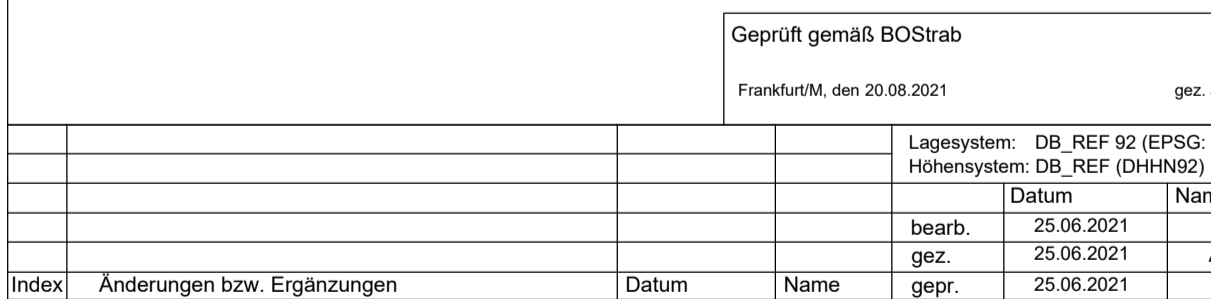 Geprüft gemäß BOStrab
Frankfurt/M, den 20.08.2021 gez.
Lagesystem: DB_REF 92 (EPSG:
Höhensystem: DB_REF (DHHN92)
Datum
bearb. 25.06.2021
gez. 25.06.2021
Index Änderungen bzw. Ergänzungen Datum Name gepr. 25.06.2021